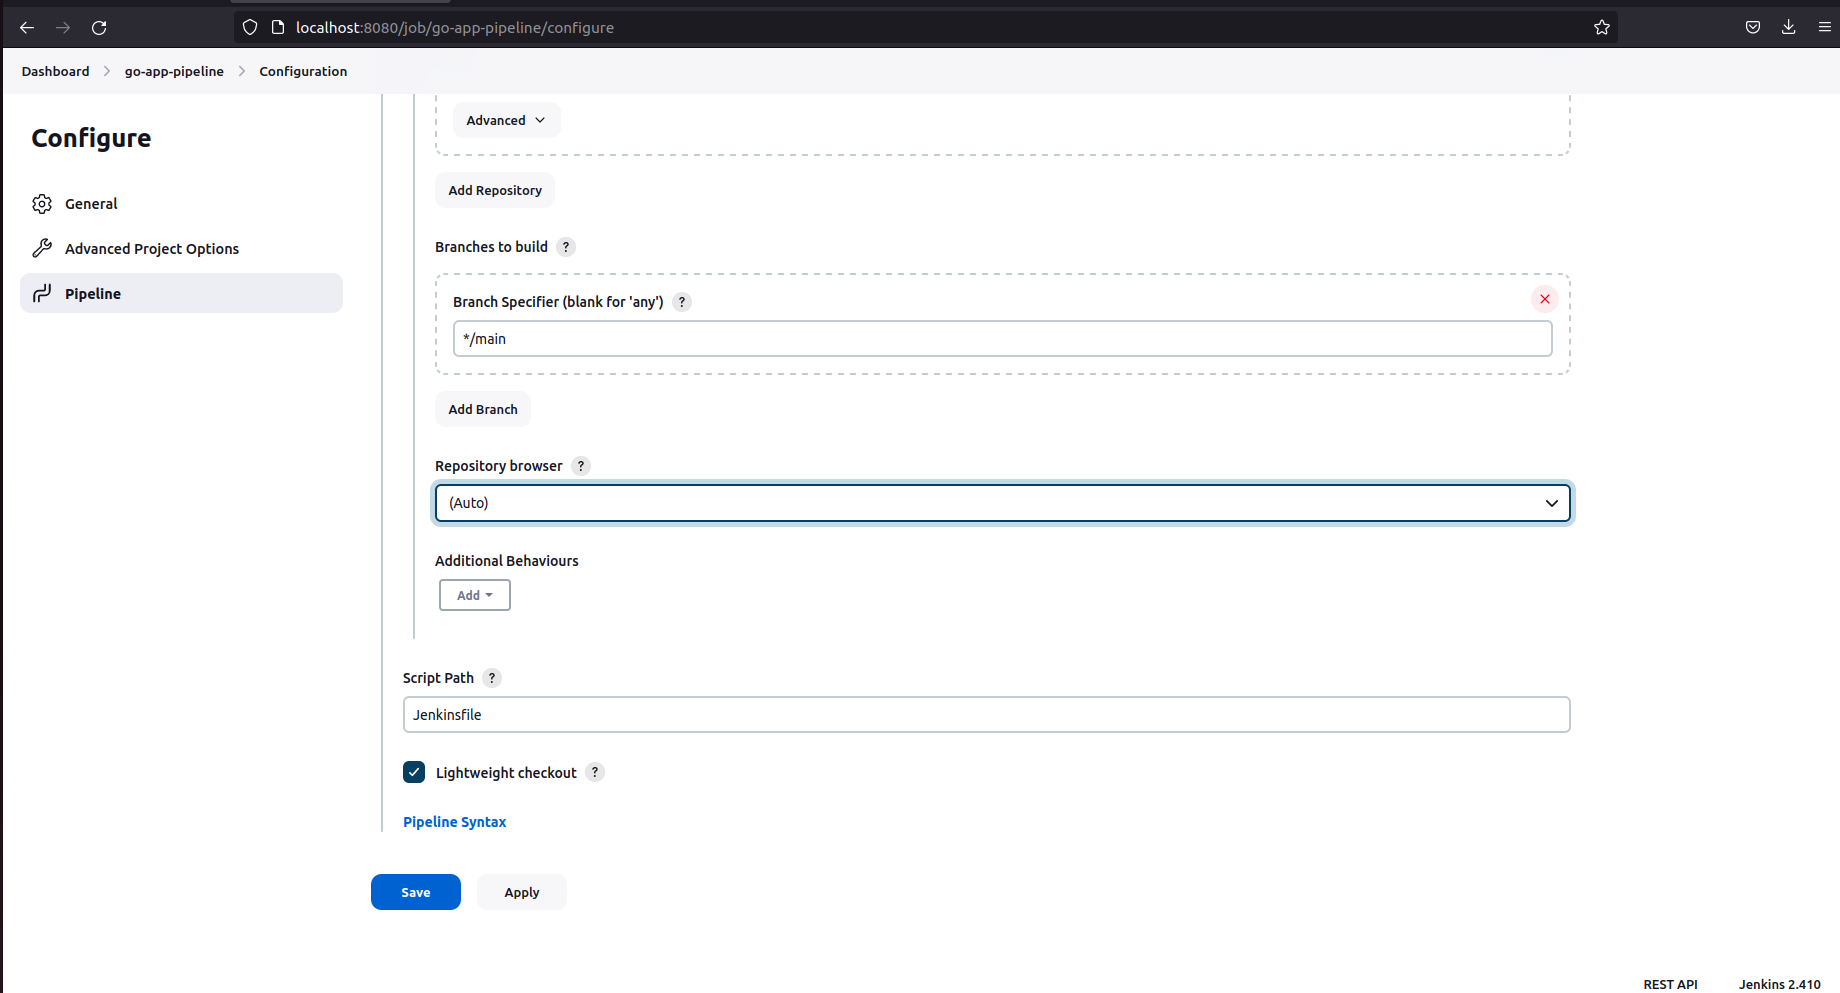 localhost:8080/job/go-app-pipeline/configure
Dashboard > go-app-pipeline > Configuration
Configure
General
Advanced Project Options
Pipeline
Advanced
Add Repository
Branches to build ?
Branch Specifier (blank for 'any') ?
*/main
Add Branch
Repository browser ?
(Auto)
Additional Behaviours
Add
Script Path ?
Jenkinsfile
Lightweight checkout ?
Pipeline Syntax
Save Apply
REST API Jenkins 2.410